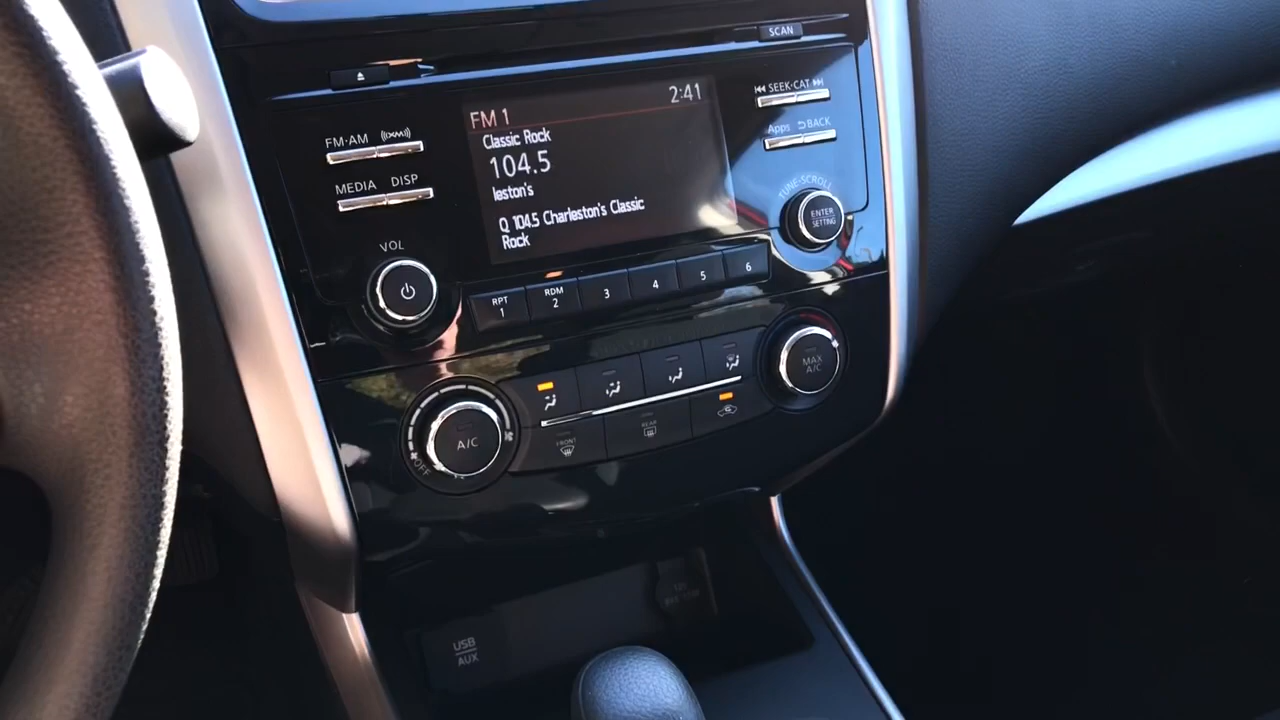 SCAN
FM 1
2:41
Classic Rock
104.5
leston's
Q 104.5 Charleston's Classic
Rock
FM·AM
((XM))
MEDIA
DISP
SEEK·CAT
Apps
BACK
TUNE·SCROLL
ENTER
SETTING
VOL
RPT
1
RDM
2
3
4
5
6
A/C
OFF
FRONT
REAR
MAX
A/C
USB
AUX